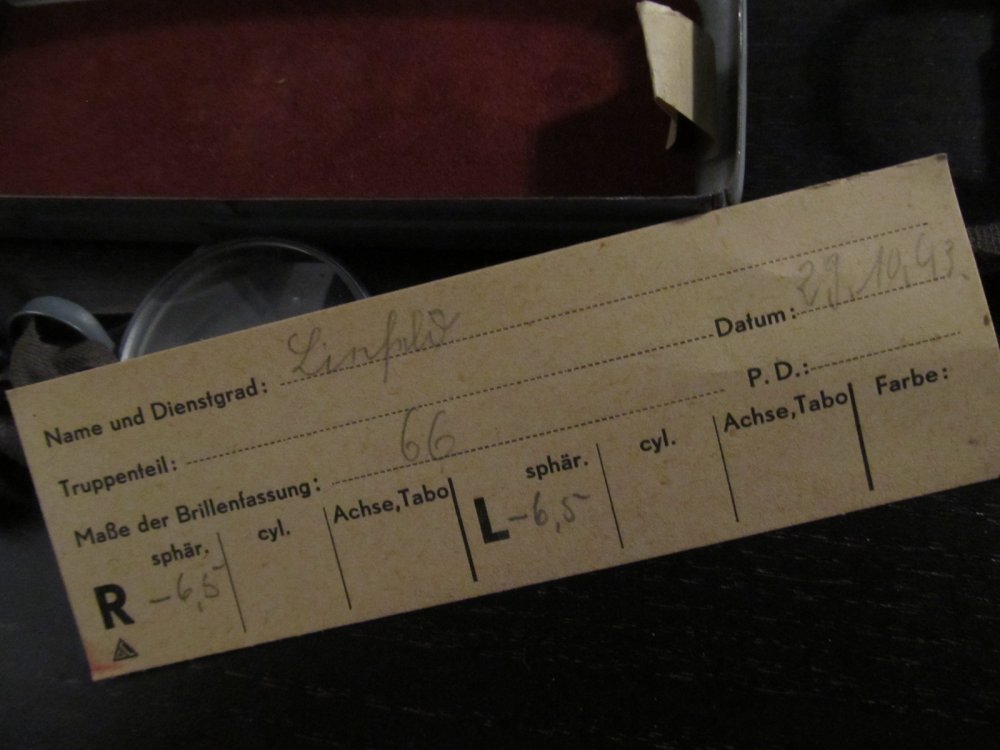 Name und Dienstgrad: Linfeld
Truppenteil: Datum: 29.10.43.
Maße der Brillenfassung: 66 P. D.:
R sphär. cyl. Achse, Tabo L sphär. cyl. Achse, Tabo Farbe:
-6,5 -6,5